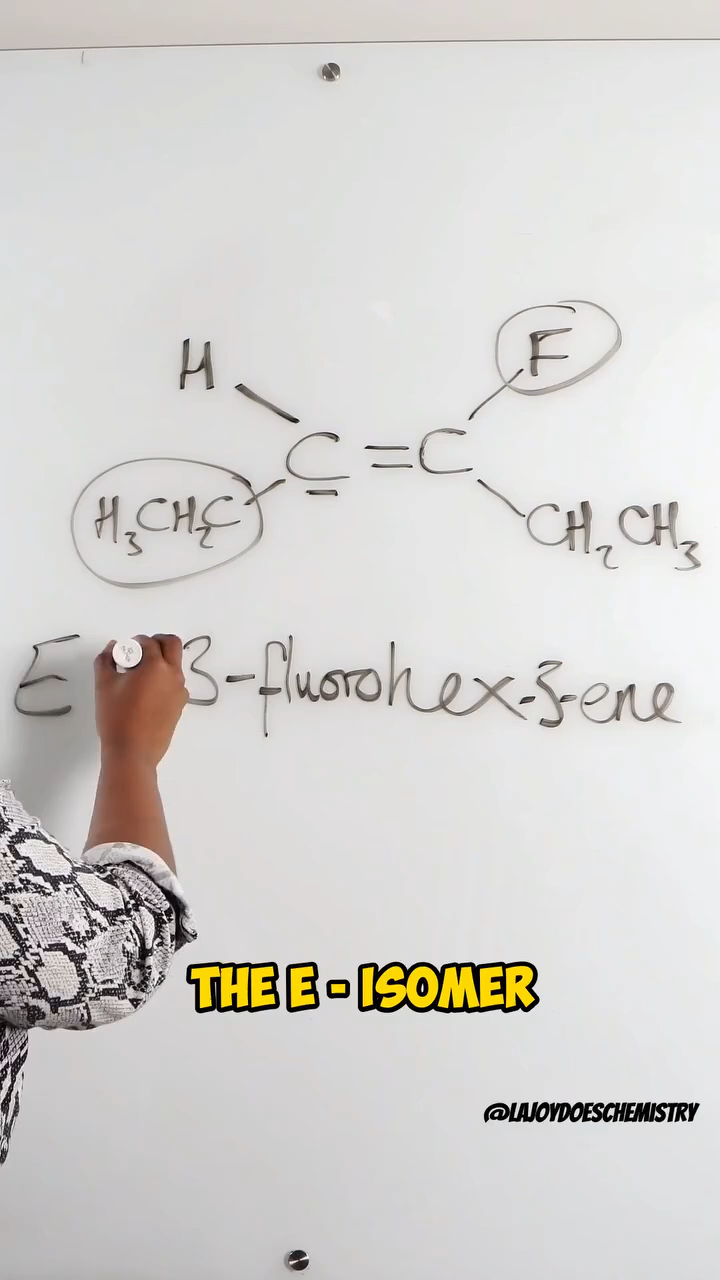 H F
C = C
H₃CH₂C CH₂CH₃
E 3-fluorohex-3-ene
THE E - ISOMER
@LAJOYDOESCHEMISTRY